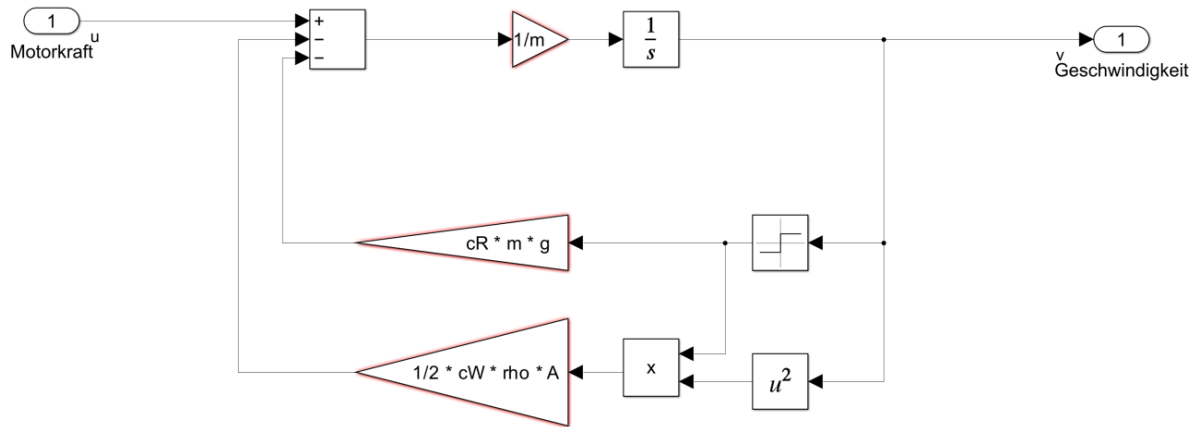 1
Motorkraft
u
+
−
−
1/m
1
s
1
v
Geschwindigkeit
cR * m * g
1/2 * cW * rho * A
x
u²